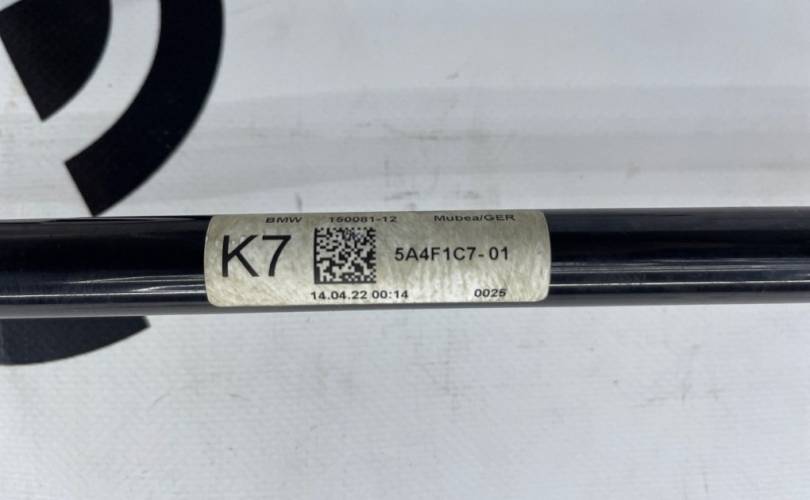 BMW 150081-12 Mubea/GER
K7
5A4F1C7-01
14.04.22 00:14 0025